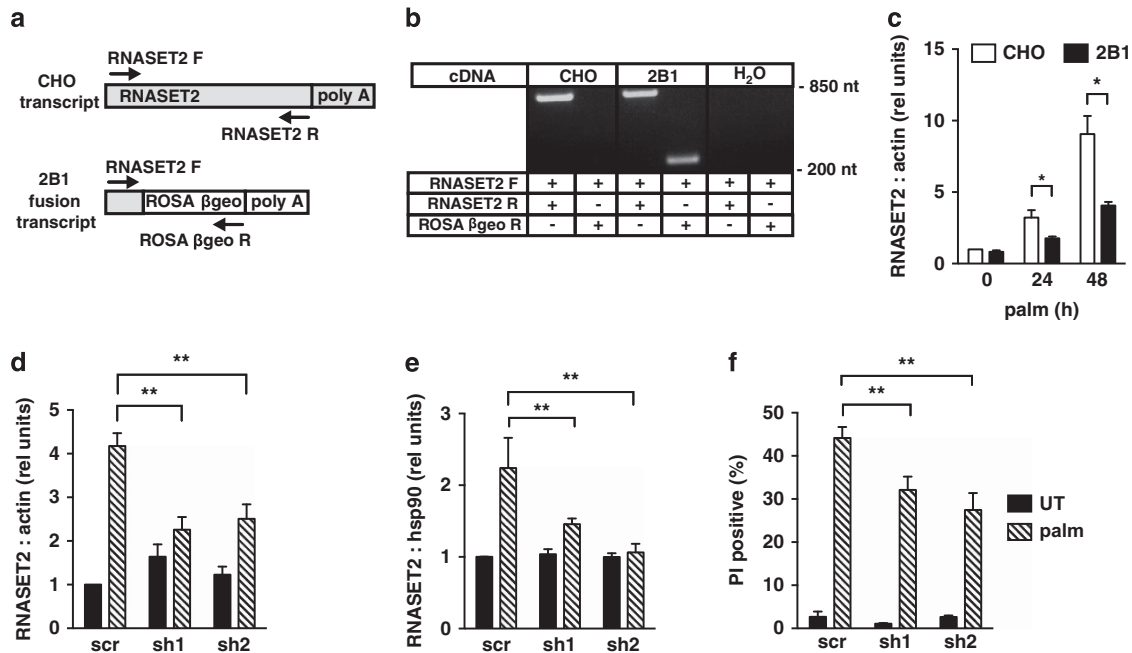 a
RNASET2 F
CHO
transcript
RNASET2
poly A
RNASET2 R
RNASET2 F
2B1
fusion
transcript
ROSA βgeo
poly A
ROSA βgeo R
b
cDNA CHO 2B1 H2O
- 850 nt
- 200 nt
RNASET2 F + + + + + +
RNASET2 R + - + - + -
ROSA βgeo R - + - + - +
c
CHO 2B1
RNASET2 : actin (rel units)
15
10
5
0
*
*
0 24 48
palm (h)
d
RNASET2 : actin (rel units)
5
4
3
2
1
0
**
**
scr sh1 sh2
e
RNASET2 : hsp90 (rel units)
3
2
1
0
**
**
scr sh1 sh2
f
PI positive (%)
50
40
30
20
10
0
**
**
scr sh1 sh2
UT
palm